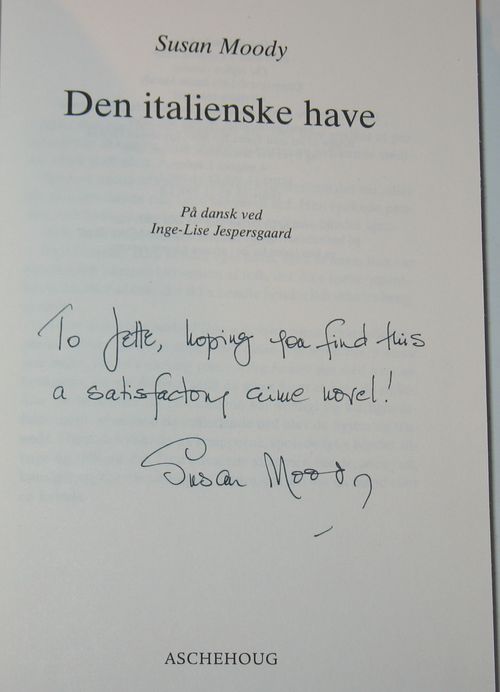 Susan Moody
Den italienske have
På dansk ved
Inge-Lise Jespersgaard
To Jette, hoping you find this
a satisfactory crime novel!
Susan Moody
ASCHEHOUG